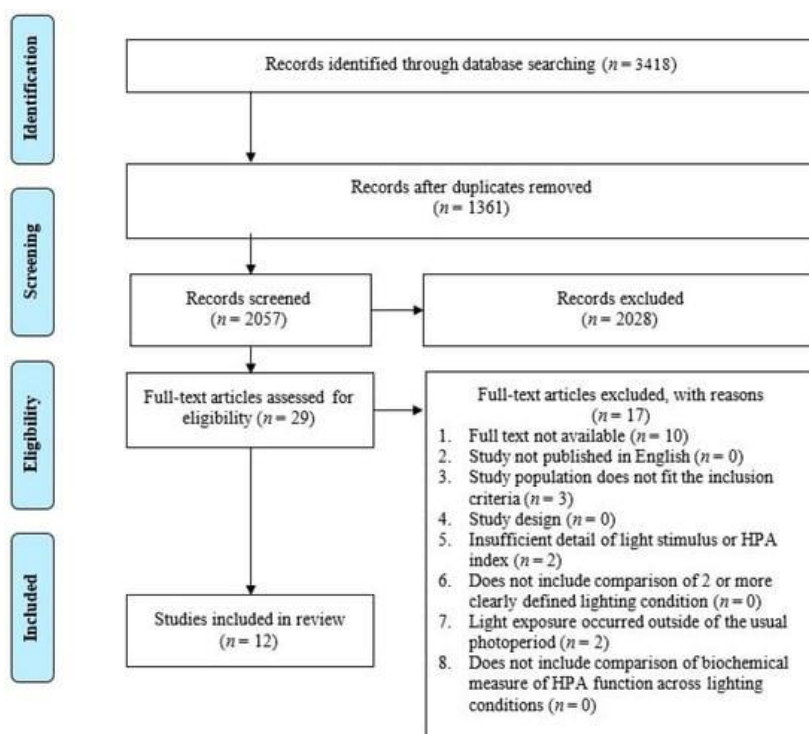 Identification
Records identified through database searching (n = 3418)
Records after duplicates removed
(n = 1361)
Screening
Records screened
(n = 2057)
Records excluded
(n = 2028)
Eligibility
Full-text articles assessed for
eligibility (n = 29)
Full-text articles excluded, with reasons
(n = 17)
1. Full text not available (n = 10)
2. Study not published in English (n = 0)
3. Study population does not fit the inclusion
criteria (n = 3)
4. Study design (n = 0)
5. Insufficient detail of light stimulus or HPA
index (n = 2)
6. Does not include comparison of 2 or more
clearly defined lighting condition (n = 0)
7. Light exposure occurred outside of the usual
photoperiod (n = 2)
8. Does not include comparison of biochemical
measure of HPA function across lighting
conditions (n = 0)
Included
Studies included in review
(n = 12)